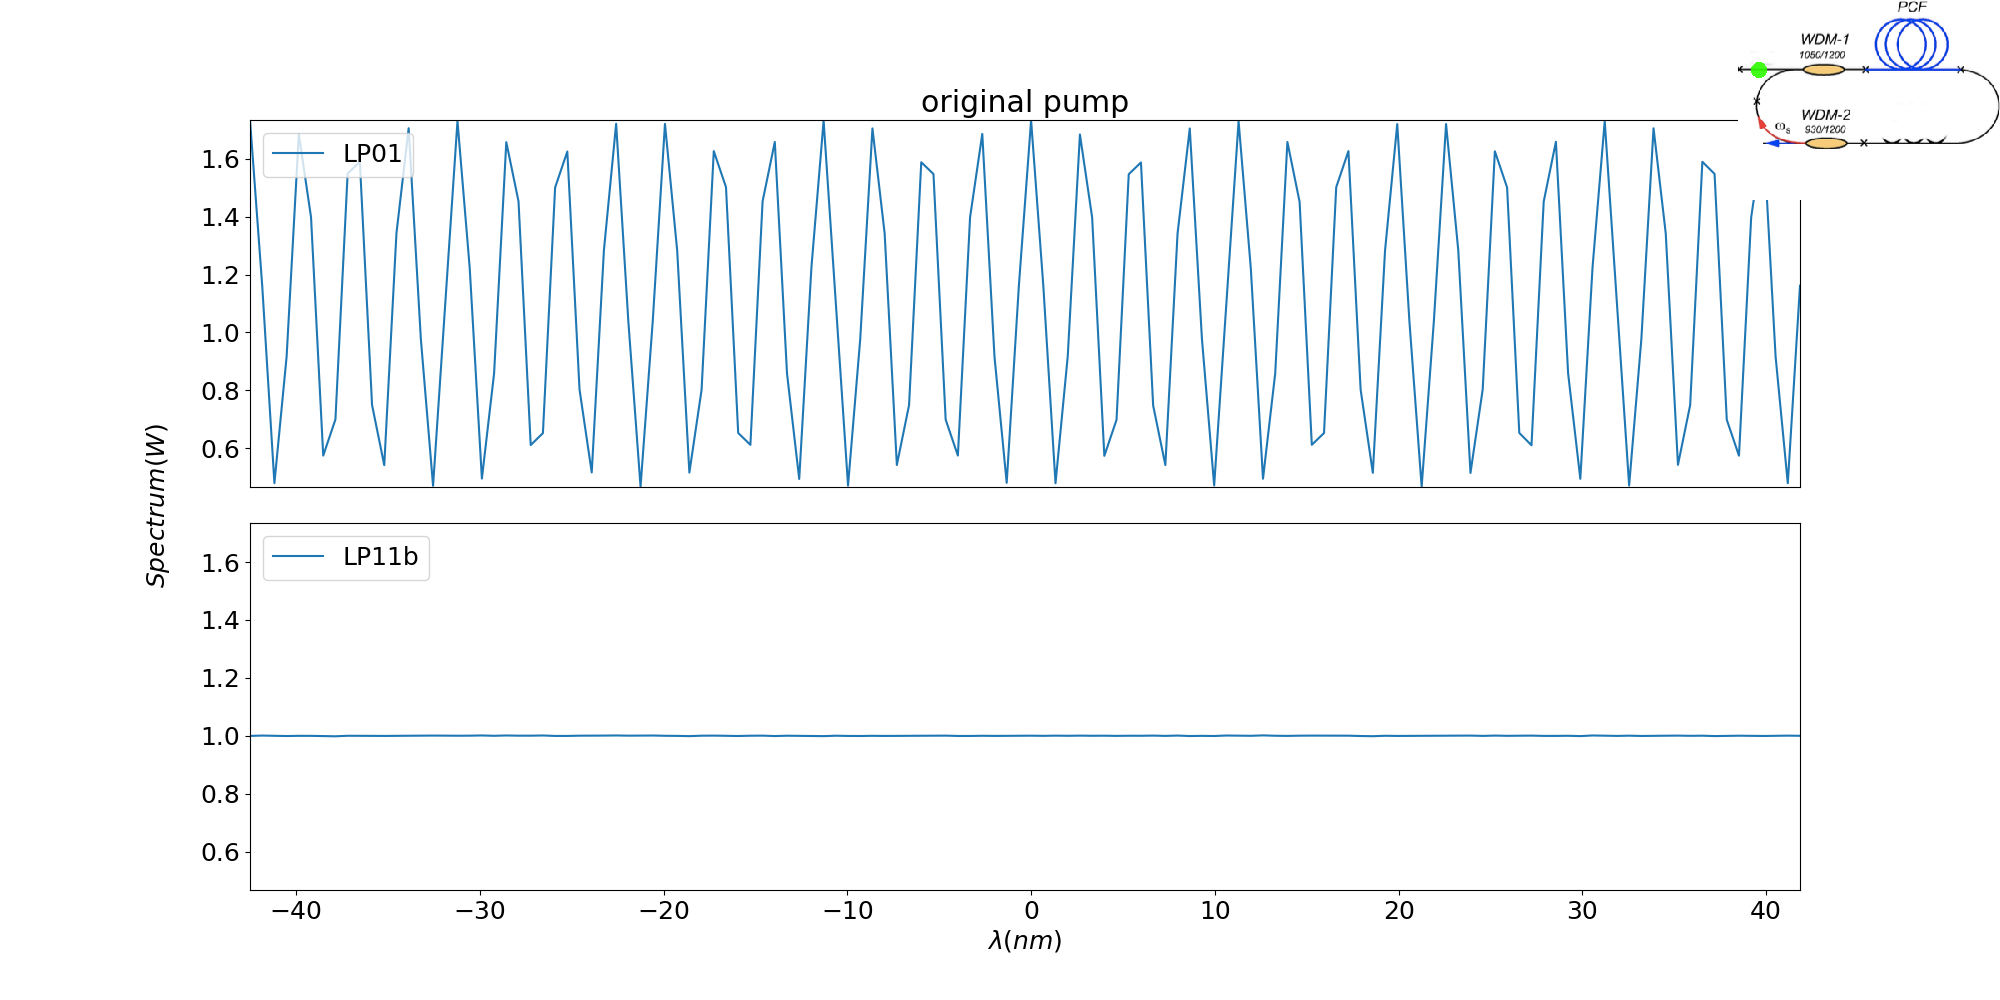 PCF
WDM-1
1050/1200
original pump
WDM-2
ωs 930/1200
LP01
1.6
1.4
1.2
1.0
0.8
0.6
Spectrum(W)
LP11b
1.6
1.4
1.2
1.0
0.8
0.6
−40 −30 −20 −10 0 10 20 30 40
λ(nm)